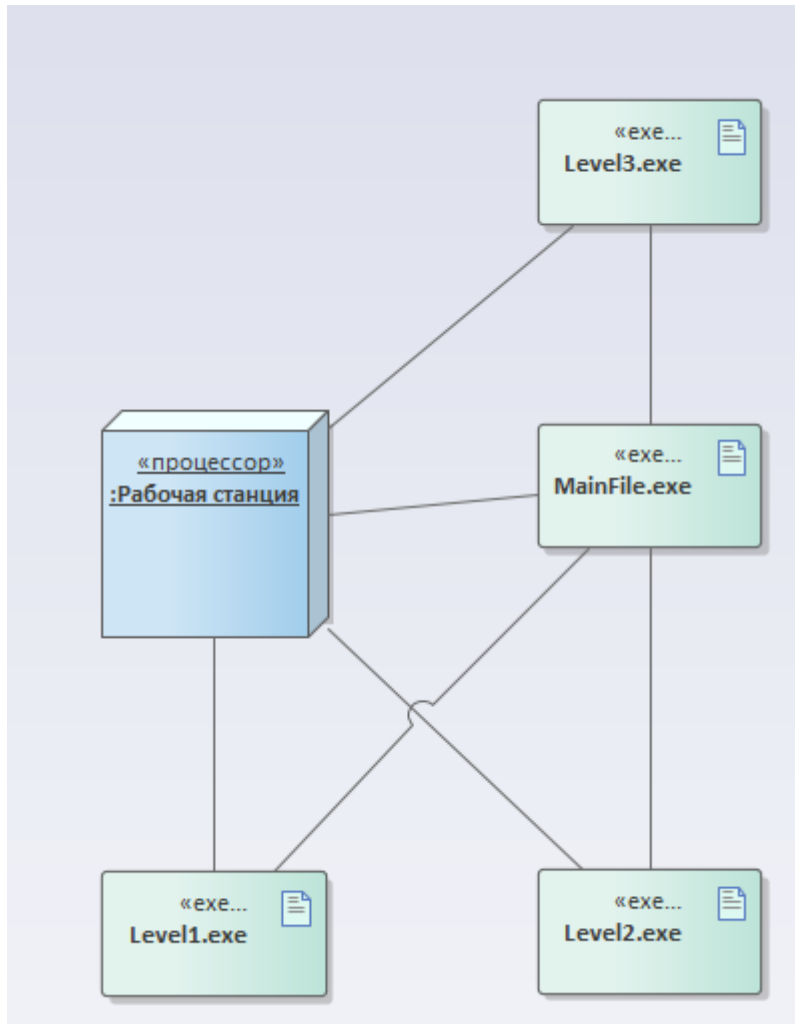 «exe...
Level3.exe
«процессор»
:Рабочая станция
«exe...
MainFile.exe
«exe...
Level1.exe
«exe...
Level2.exe